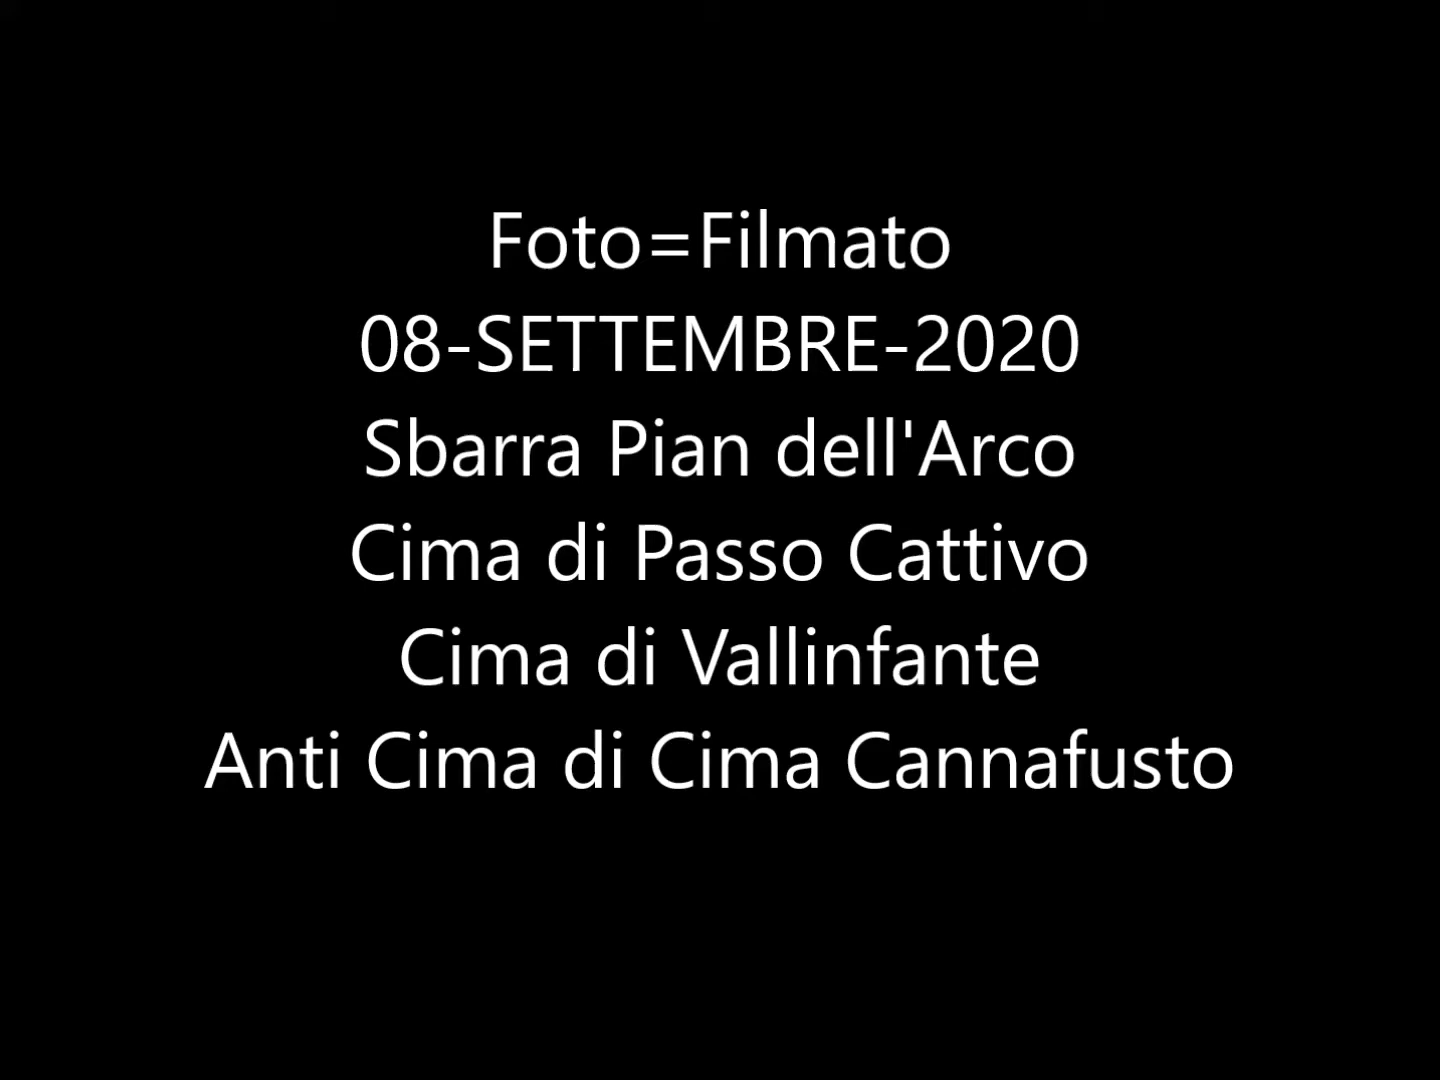 Foto=Filmato
08-SETTEMBRE-2020
Sbarra Pian dell'Arco
Cima di Passo Cattivo
Cima di Vallinfante
Anti Cima di Cima Cannafusto